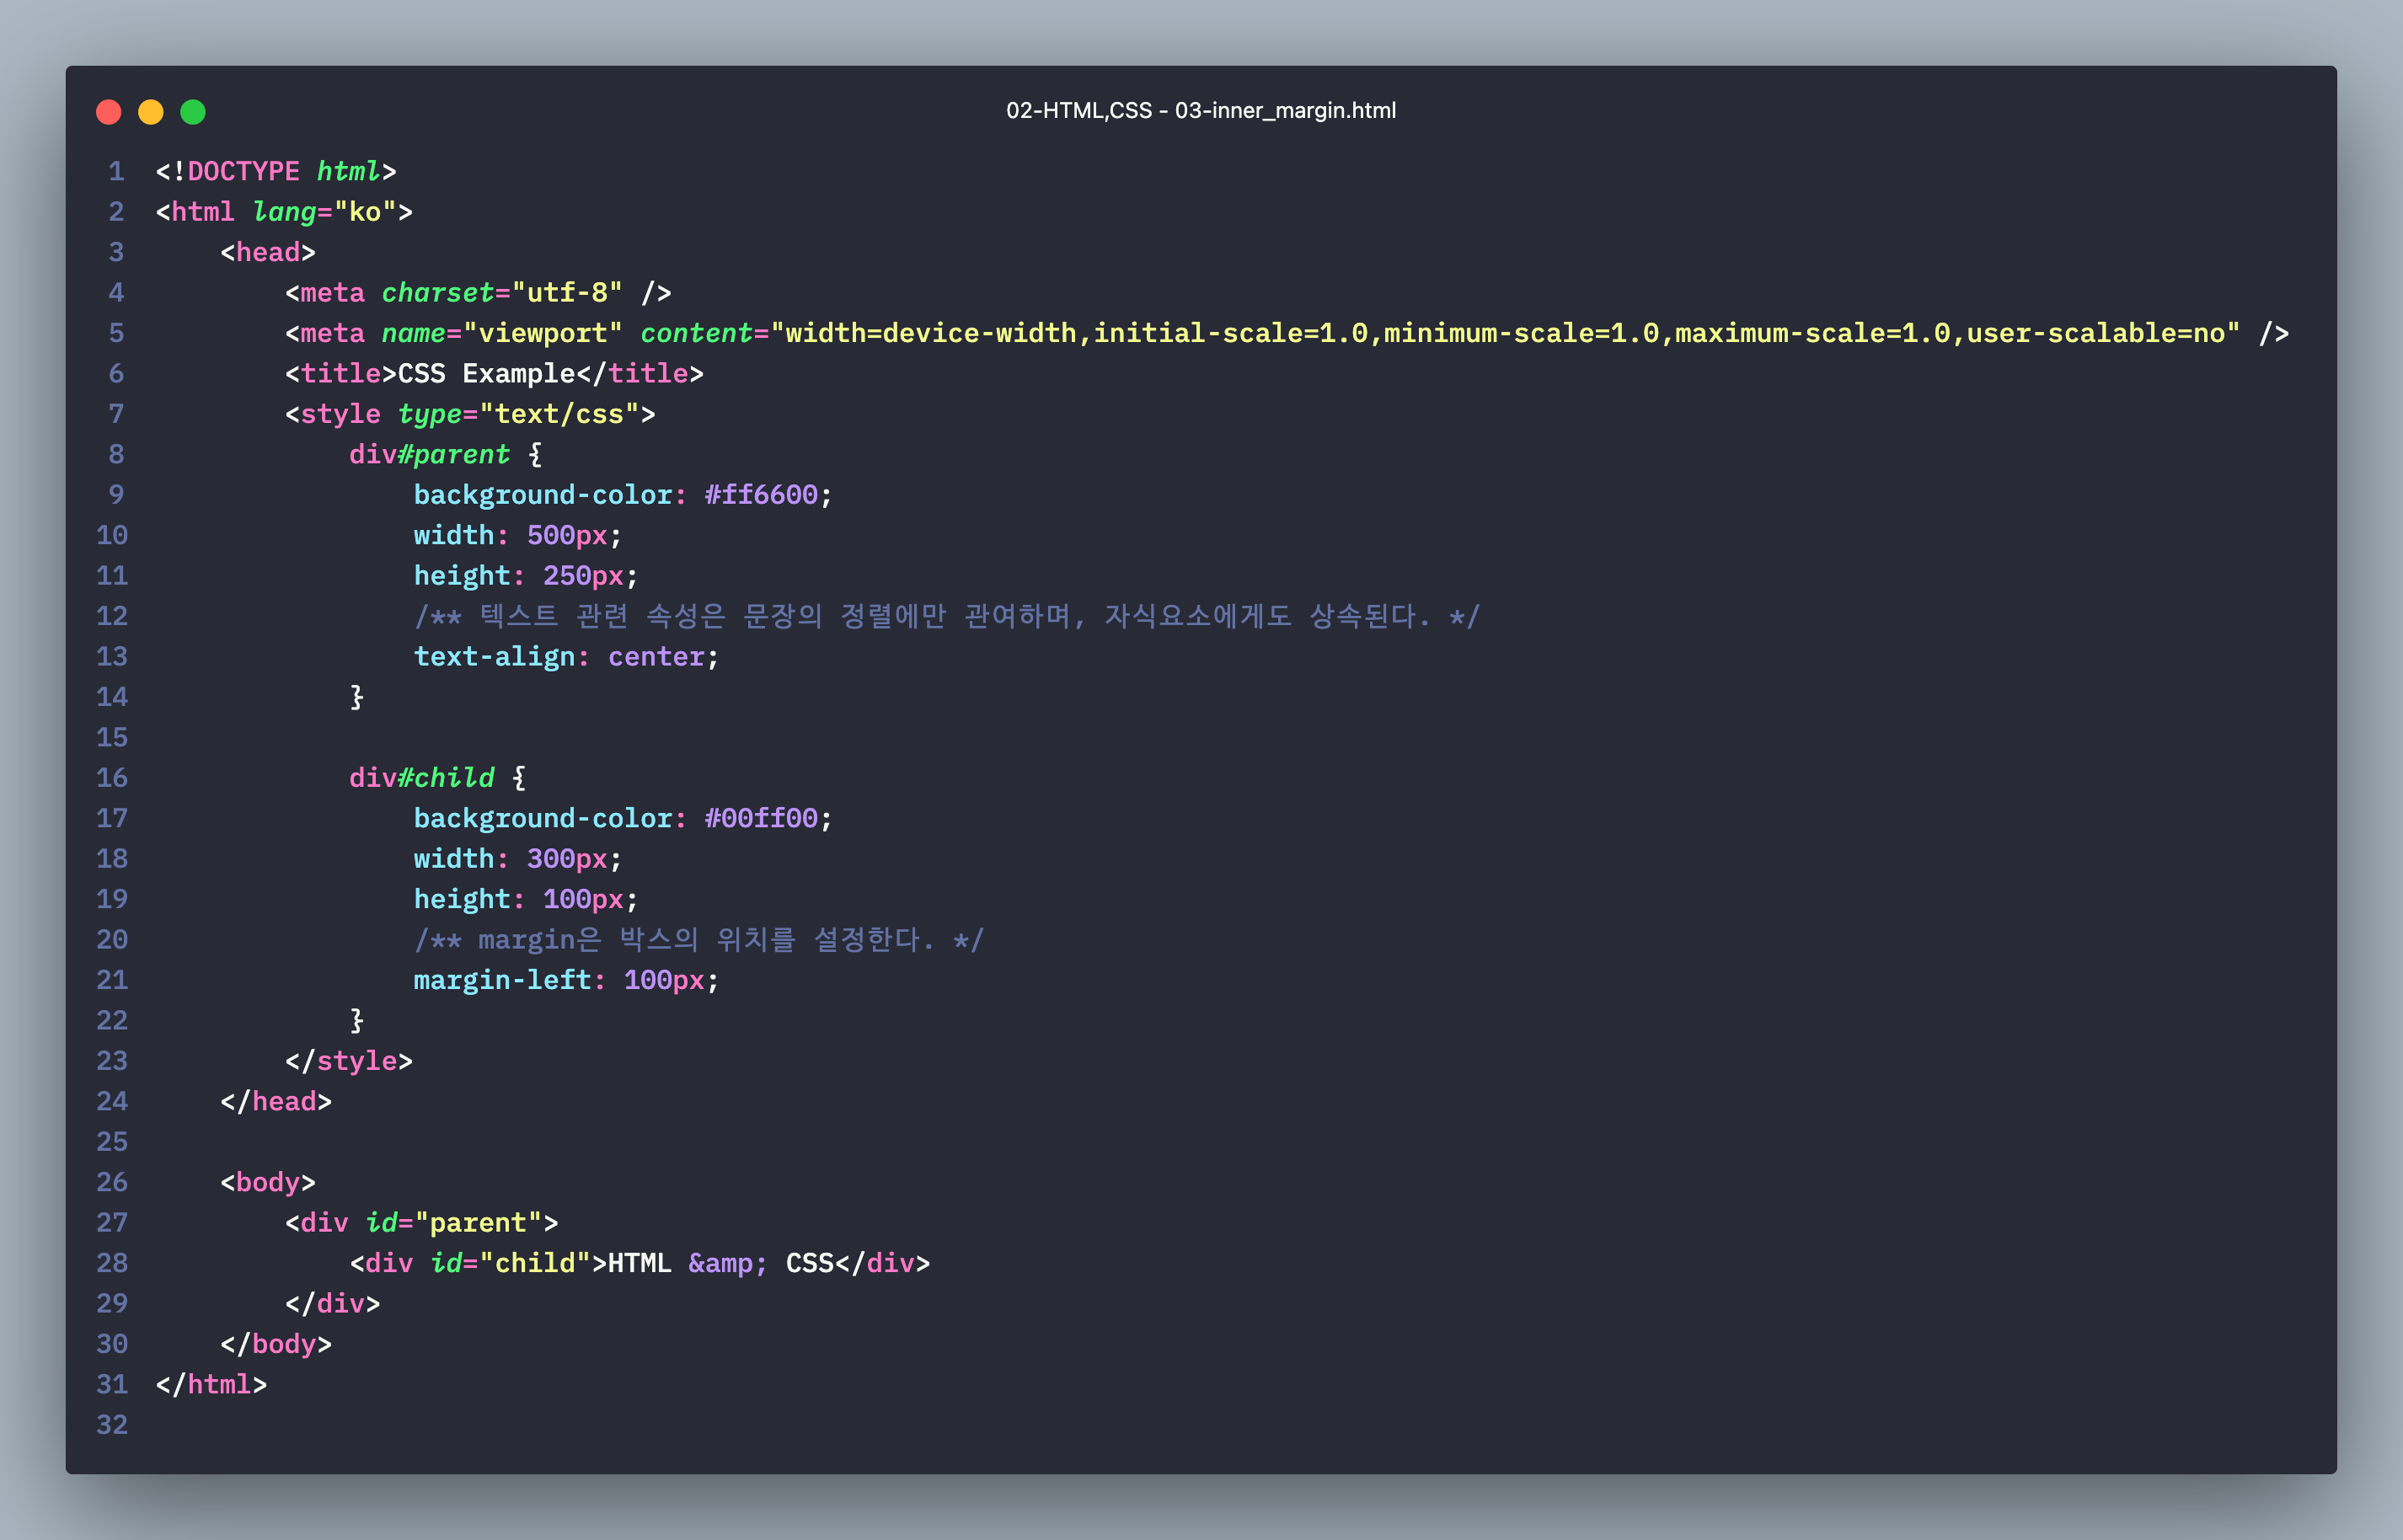 02-HTML,CSS - 03-inner_margin.html
1 <!DOCTYPE html>
2 <html lang="ko">
3     <head>
4         <meta charset="utf-8" />
5         <meta name="viewport" content="width=device-width,initial-scale=1.0,minimum-scale=1.0,maximum-scale=1.0,user-scalable=no" />
6         <title>CSS Example</title>
7         <style type="text/css">
8             div#parent {
9                 background-color: #ff6600;
10                 width: 500px;
11                 height: 250px;
12                 /** 텍스트 관련 속성은 문장의 정렬에만 관여하며, 자식요소에게도 상속된다. */
13                 text-align: center;
14             }
15
16             div#child {
17                 background-color: #00ff00;
18                 width: 300px;
19                 height: 100px;
20                 /** margin은 박스의 위치를 설정한다. */
21                 margin-left: 100px;
22             }
23         </style>
24     </head>
25
26     <body>
27         <div id="parent">
28             <div id="child">HTML &amp; CSS</div>
29         </div>
30     </body>
31 </html>
32